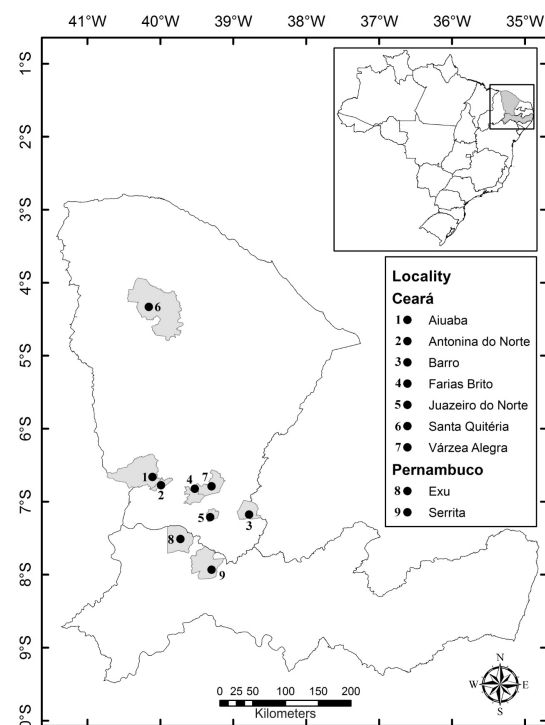 41°W 40°W 39°W 38°W 37°W 36°W 35°W
1°S
2°S
3°S
4°S
5°S
6°S
7°S
8°S
9°S
0°S
Locality
Ceará
1 Aiuaba
2 Antonina do Norte
3 Barro
4 Farias Brito
5 Juazeiro do Norte
6 Santa Quitéria
7 Várzea Alegra
Pernambuco
8 Exu
9 Serrita
6
1
2
4
7
5
3
8
9
N
W E
S
0 25 50 100 150 200
Kilometers